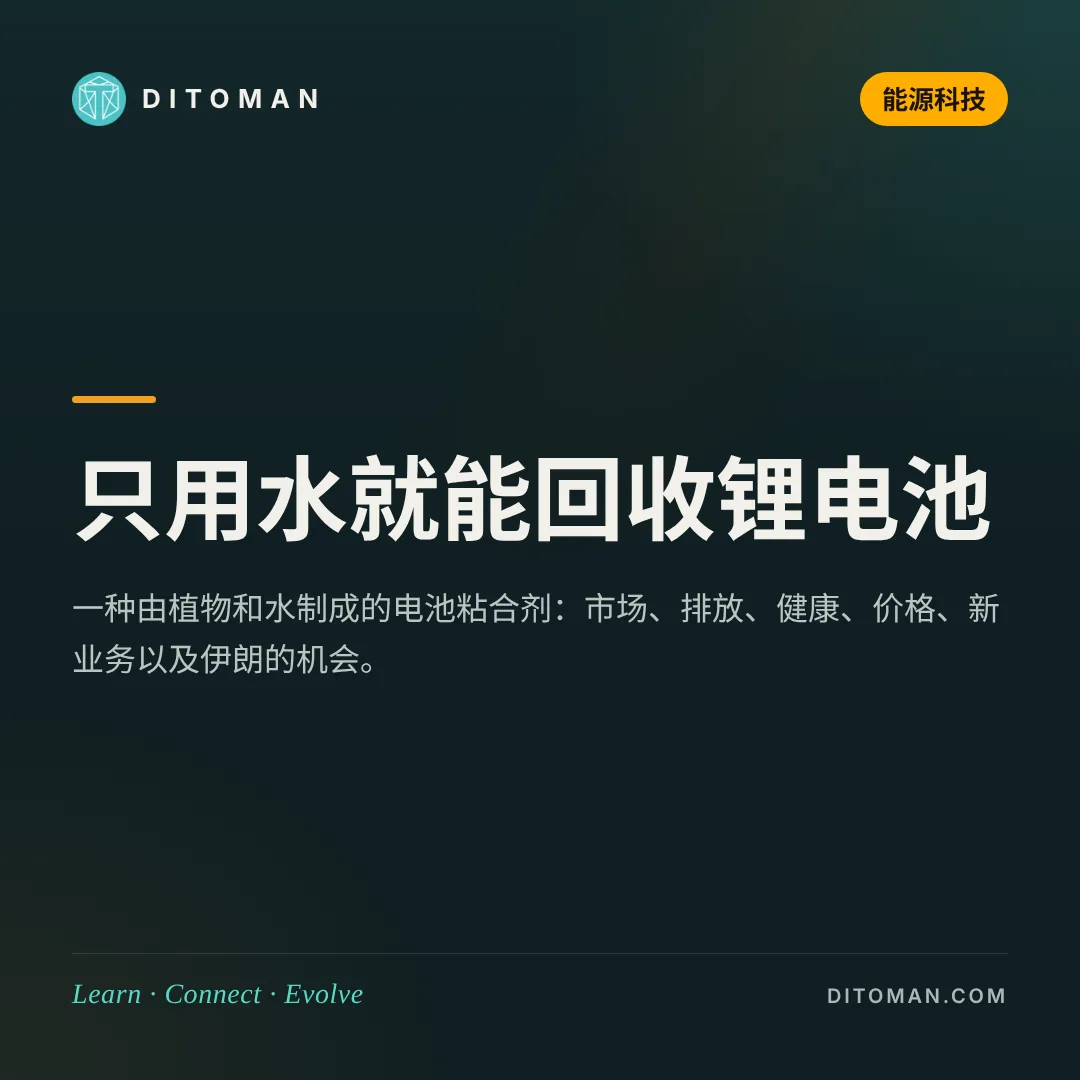 DITOMAN
能源科技
只用水就能回收锂电池
一种由植物和水制成的电池粘合剂：市场、排放、健康、价格、新
业务以及伊朗的机会。
Learn · Connect · Evolve
DITOMAN.COM